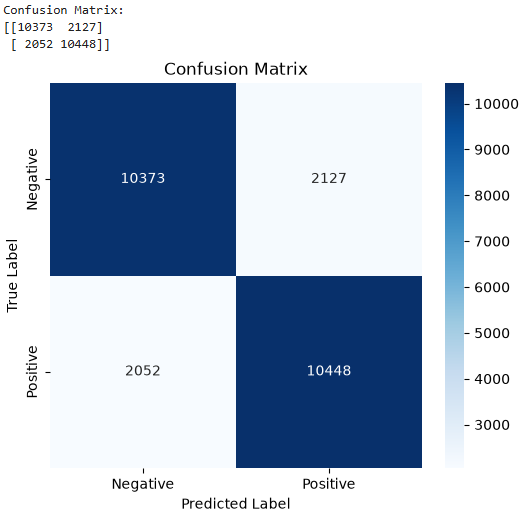 Confusion Matrix:
[[10373  2127]
 [ 2052 10448]]
Confusion Matrix
True Label
Negative
Positive
10373
2127
2052
10448
Negative
Positive
Predicted Label
10000
9000
8000
7000
6000
5000
4000
3000